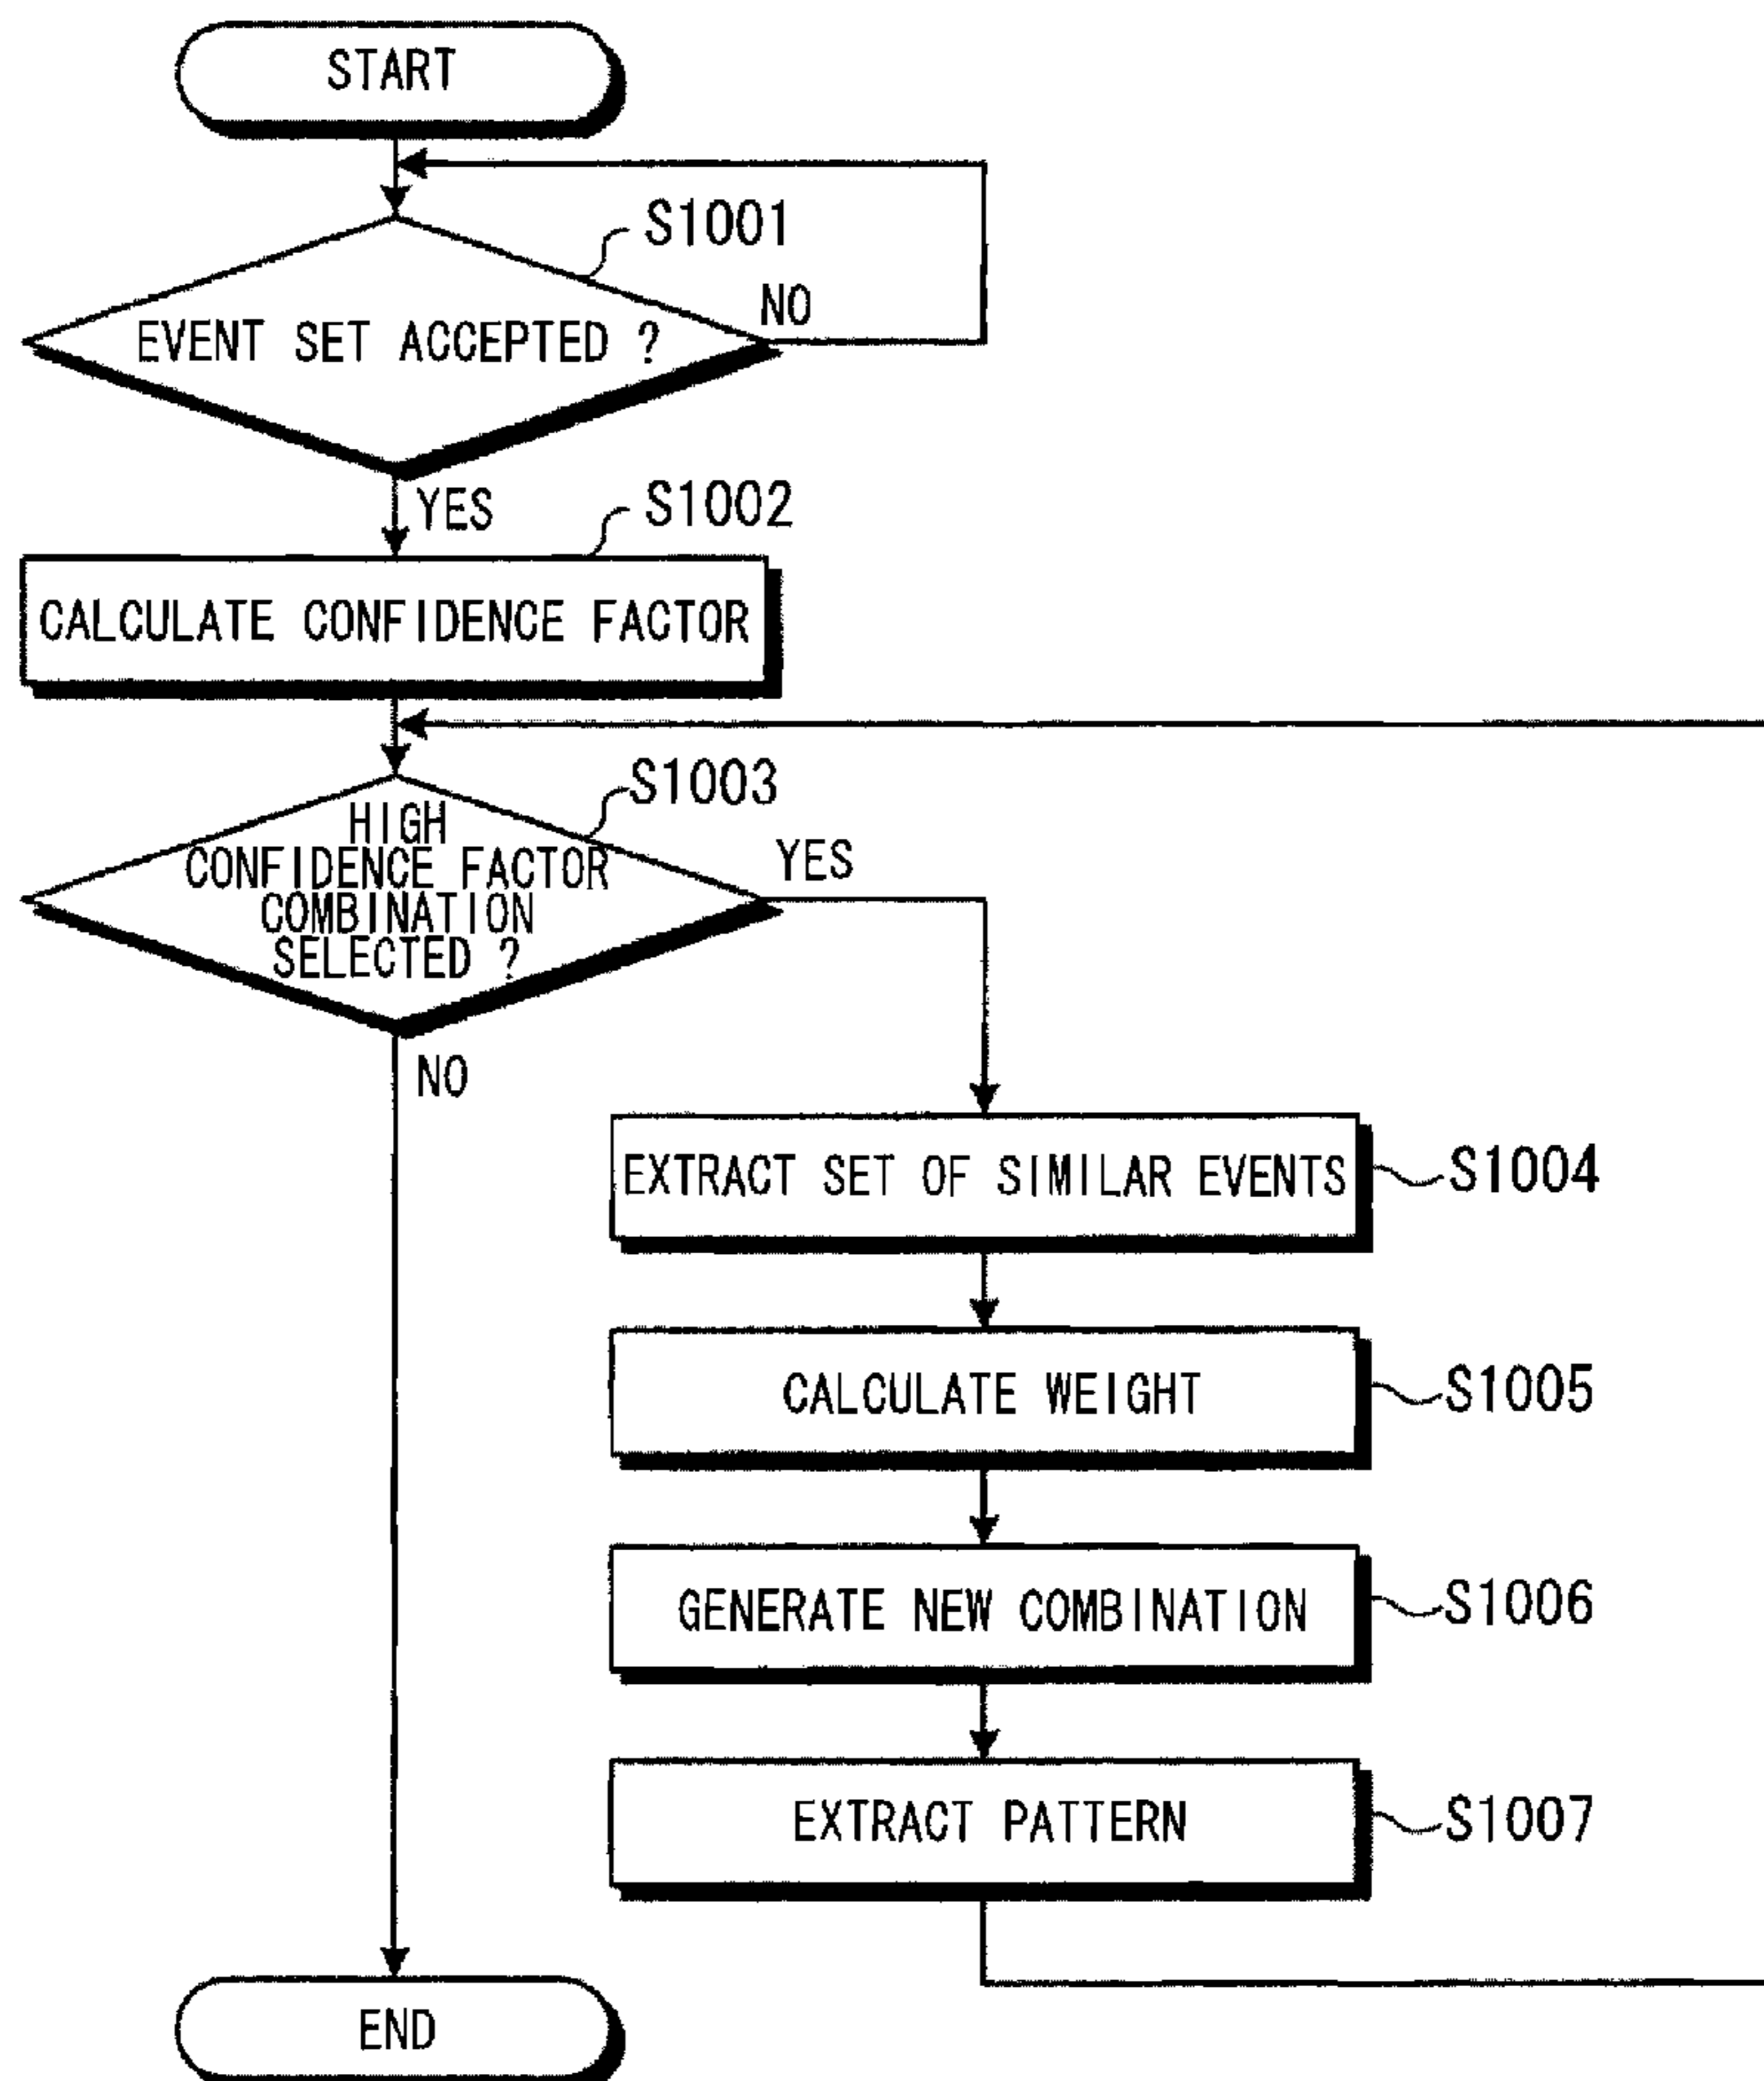 START
S1001
NO
EVENT SET ACCEPTED ?
YES
S1002
CALCULATE CONFIDENCE FACTOR
S1003
HIGH
CONFIDENCE FACTOR
COMBINATION
SELECTED ?
YES
NO
EXTRACT SET OF SIMILAR EVENTS
S1004
CALCULATE WEIGHT
S1005
GENERATE NEW COMBINATION
S1006
EXTRACT PATTERN
S1007
END